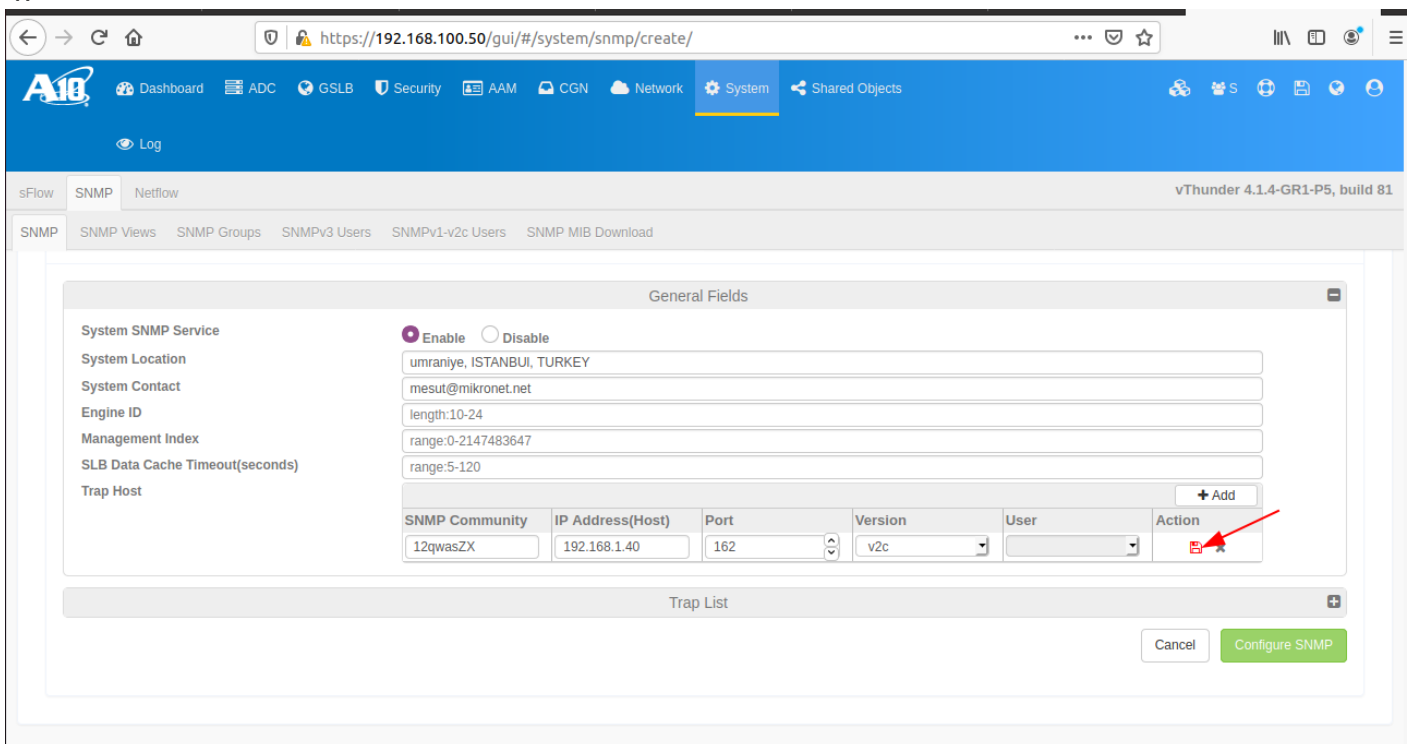 https://192.168.100.50/gui/#/system/snmp/create/
A10 Dashboard ADC GSLB Security AAM CGN Network System Shared Objects S
Log
sFlow SNMP Netflow vThunder 4.1.4-GR1-P5, build 81
SNMP SNMP Views SNMP Groups SNMPv3 Users SNMPv1-v2c Users SNMP MIB Download
General Fields
System SNMP Service Enable Disable
System Location umraniye, ISTANBUl, TURKEY
System Contact mesut@mikronet.net
Engine ID length:10-24
Management Index range:0-2147483647
SLB Data Cache Timeout(seconds) range:5-120
Trap Host + Add
SNMP Community IP Address(Host) Port Version User Action
12qwasZX 192.168.1.40 162 v2c
Trap List
Cancel Configure SNMP